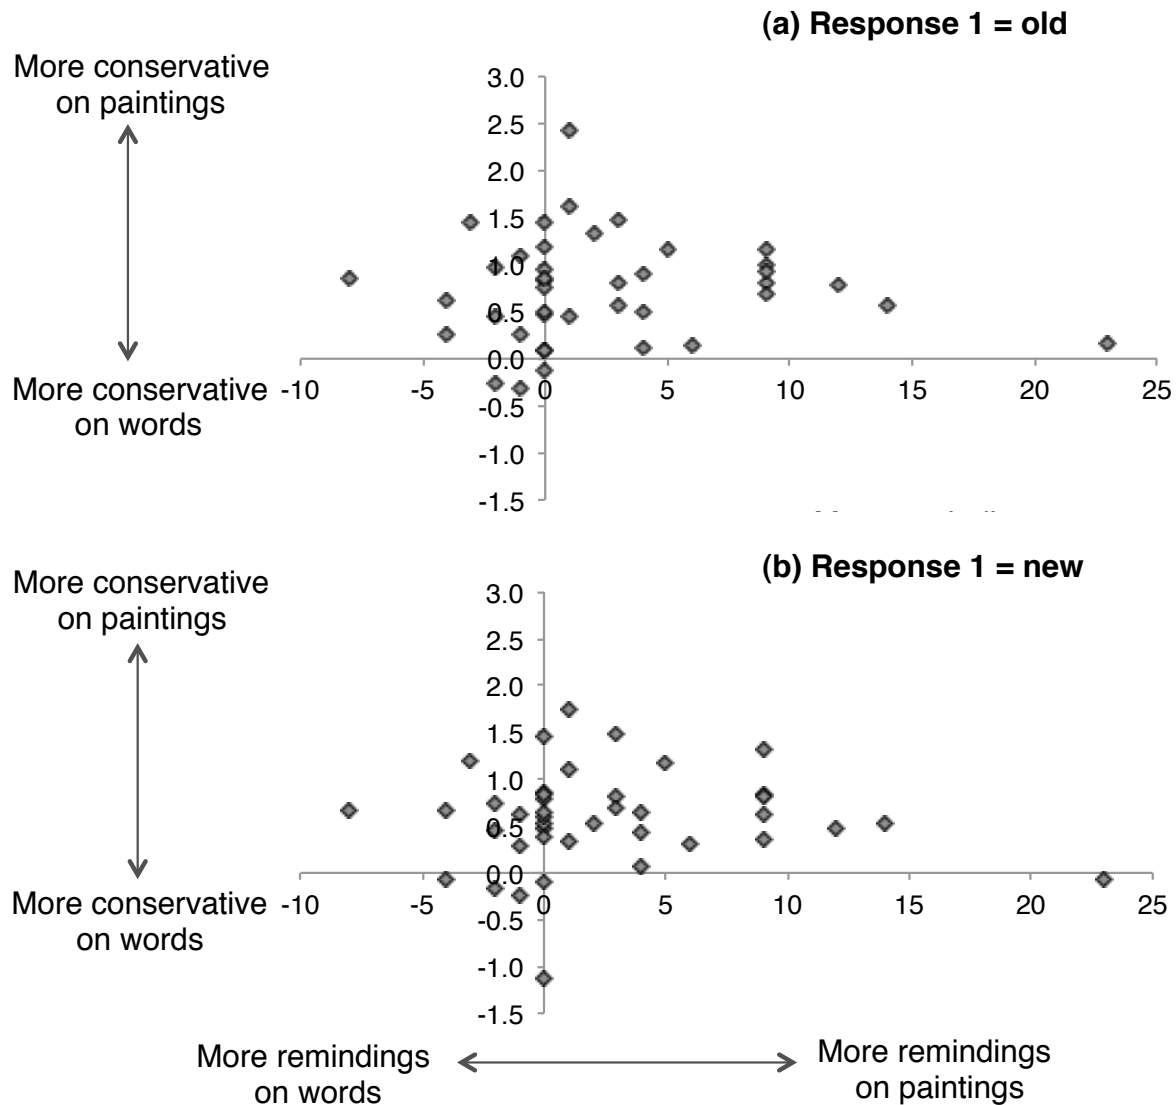 (a) Response 1 = old
More conservative
on paintings
3.0
2.5
2.0
1.5
1.0
0.5
0.0
More conservative
on words
-10 -5 0 5 10 15 20 25
-0.5
-1.0
-1.5
(b) Response 1 = new
More conservative
on paintings
3.0
2.5
2.0
1.5
1.0
0.5
0.0
More conservative
on words
-10 -5 0 5 10 15 20 25
-0.5
-1.0
-1.5
More remindings
on words
More remindings
on paintings